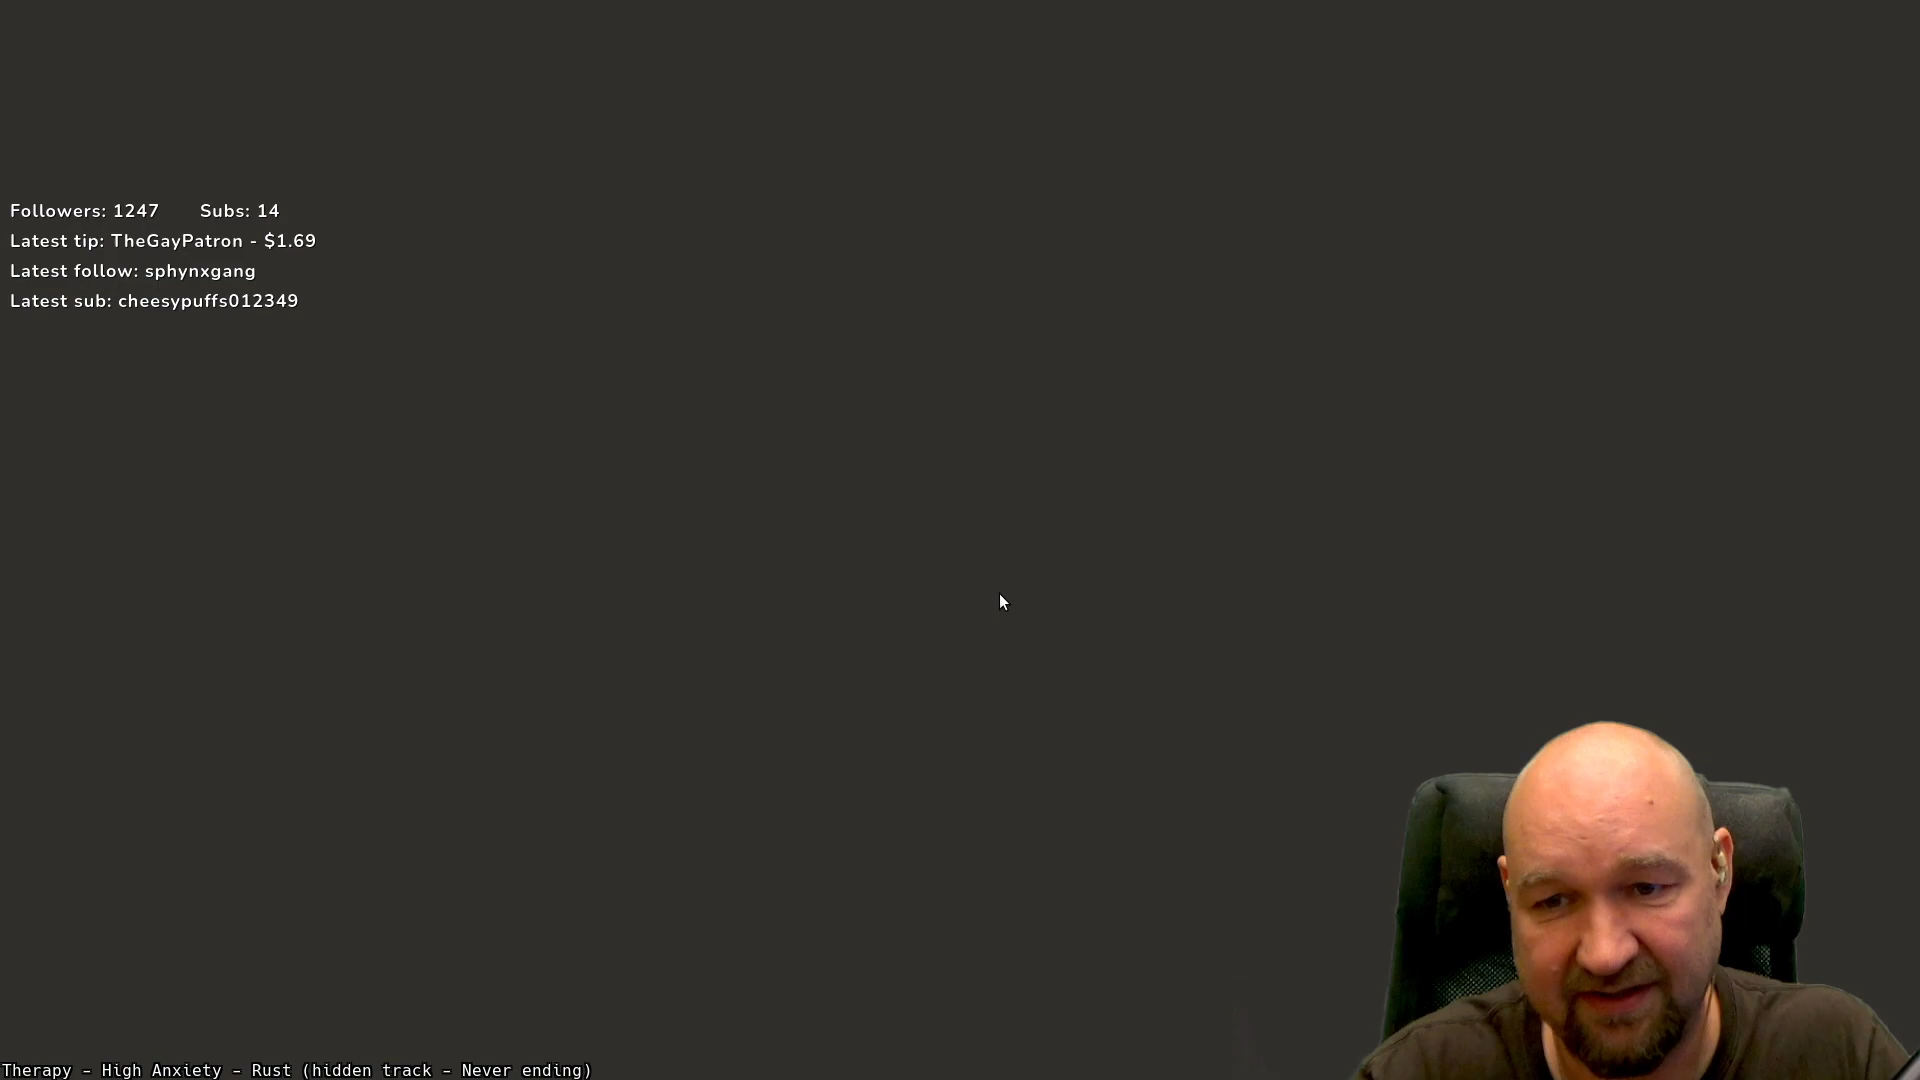 Followers: 1247 Subs: 14
Latest tip: TheGayPatron - $1.69
Latest follow: sphynxgang
Latest sub: cheesypuffs012349
Therapy – High Anxiety – Rust (hidden track – Never ending)